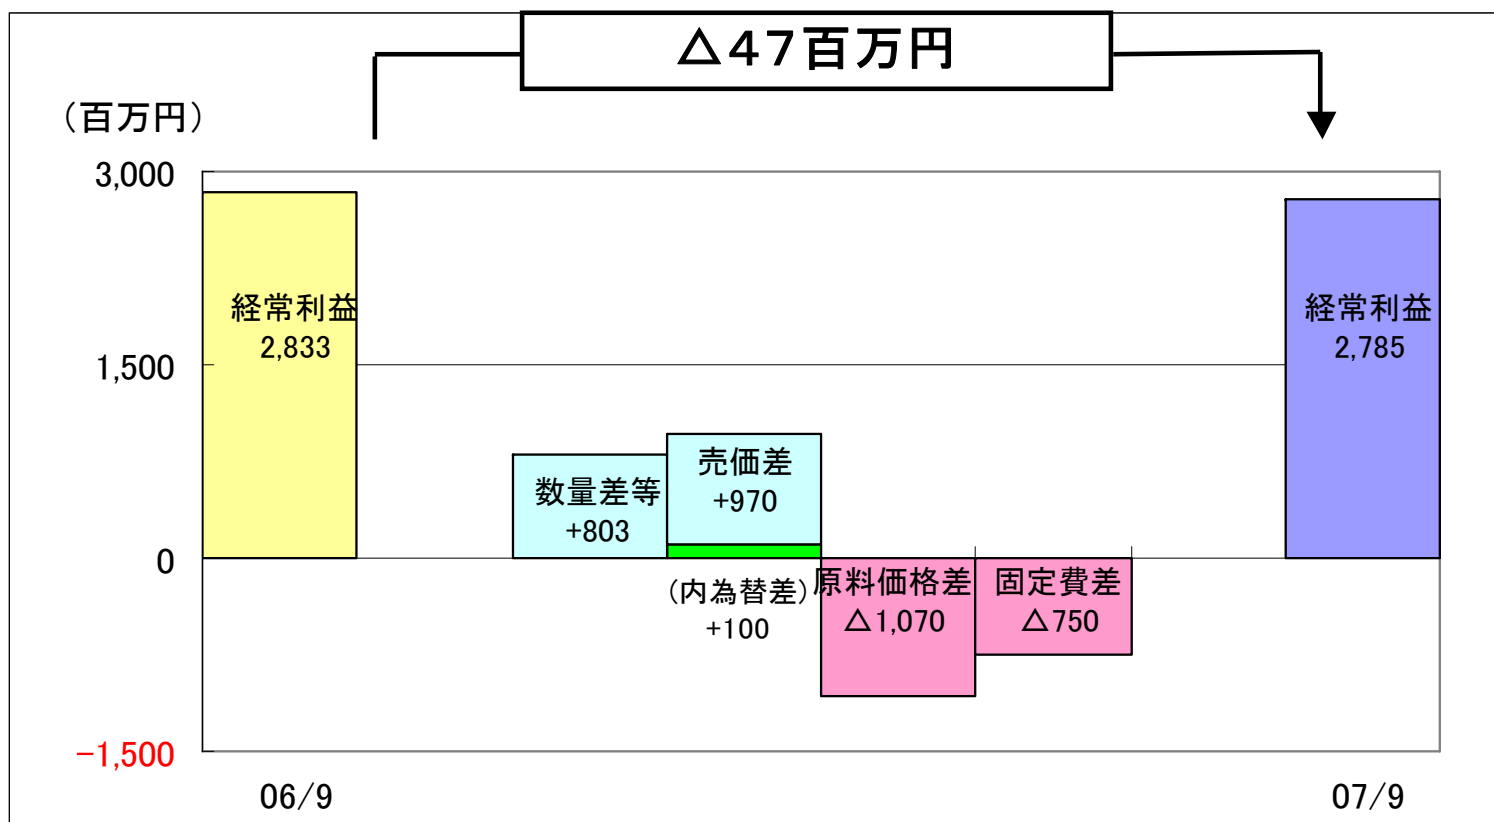 △47百万円
(百万円)
3,000
経常利益
2,833
経常利益
2,785
1,500
売価差
+970
数量差等
+803
0
(内為替差)
+100
原料価格差
△1,070
固定費差
△750
-1,500
06/9
07/9